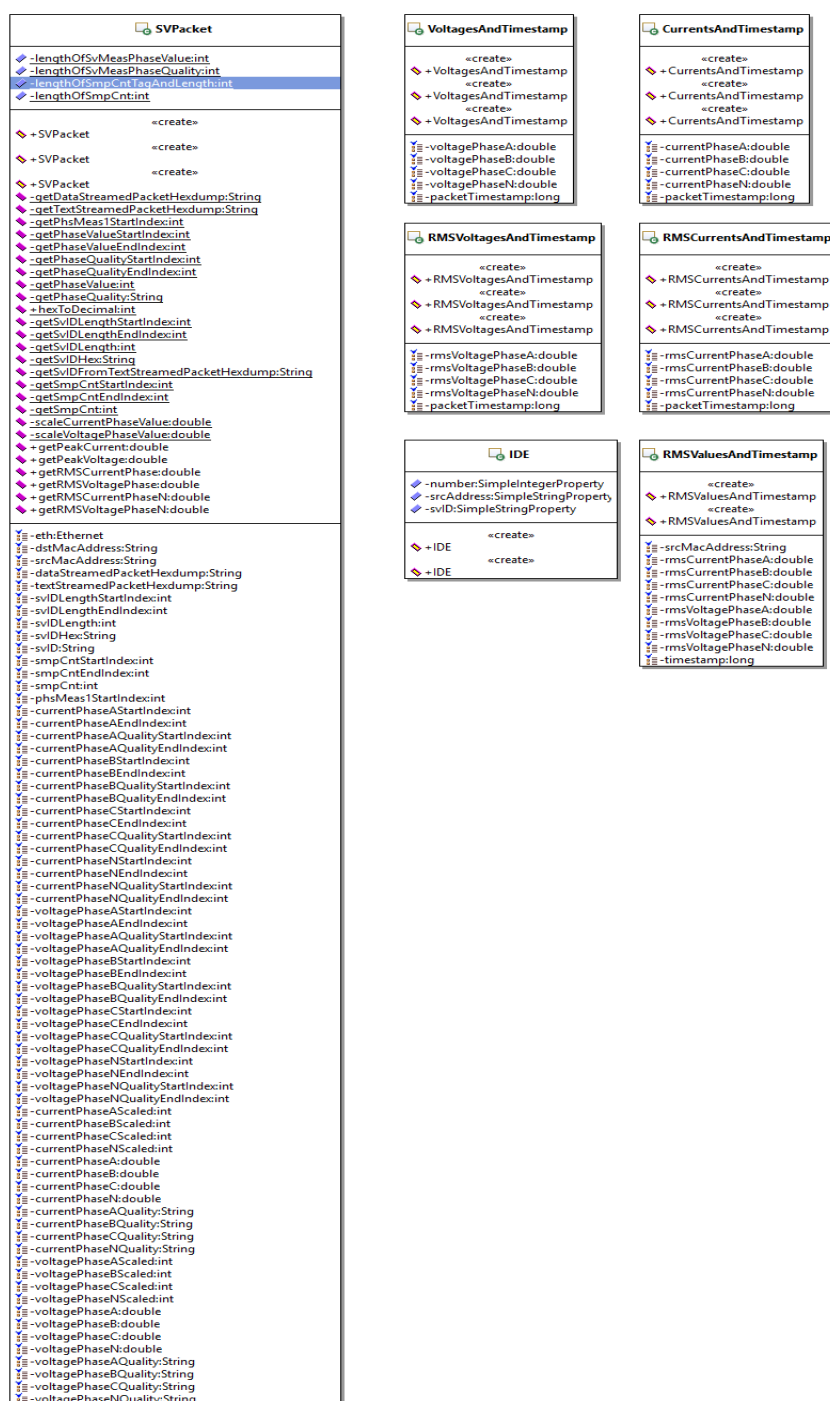 SVPacket
-lengthOfSvMeasPhaseValue:int
-lengthOfSvMeasPhaseQuality:int
-lengthOfSmpCntTagAndLength:int
-lengthOfSmpCnt:int
«create»
+SVPacket
«create»
+SVPacket
«create»
+SVPacket
-getDataStreamedPacketHexdump:String
-getTextStreamedPacketHexdump:String
-getPhsMeas1StartIndex:int
-getPhaseValueStartIndex:int
-getPhaseValueEndIndex:int
-getPhaseQualityStartIndex:int
-getPhaseQualityEndIndex:int
-getPhaseValue:int
-getPhaseQuality:String
+hexToDecimal:int
-getSvIDLengthStartIndex:int
-getSvIDLengthEndIndex:int
-getSvIDLength:int
-getSvIDHex:String
-getSvIDFromTextStreamedPacketHexdump:String
-getSmpCntStartIndex:int
-getSmpCntEndIndex:int
-getSmpCnt:int
-scaleCurrentPhaseValue:double
-scaleVoltagePhaseValue:double
+getPeakCurrent:double
+getPeakVoltage:double
+getRMSCurrentPhase:double
+getRMSVoltagePhase:double
+getRMSCurrentPhaseN:double
+getRMSVoltagePhaseN:double
-eth:Ethernet
-dstMacAddress:String
-srcMacAddress:String
-dataStreamedPacketHexdump:String
-textStreamedPacketHexdump:String
-svIDLengthStartIndex:int
-svIDLengthEndIndex:int
-svIDLength:int
-svIDHex:String
-svID:String
-smpCntStartIndex:int
-smpCntEndIndex:int
-smpCnt:int
-phsMeas1StartIndex:int
-currentPhaseAStartIndex:int
-currentPhaseAEndIndex:int
-currentPhaseAQualityStartIndex:int
-currentPhaseAQualityEndIndex:int
-currentPhaseBStartIndex:int
-currentPhaseBEndIndex:int
-currentPhaseBQualityStartIndex:int
-currentPhaseBQualityEndIndex:int
-currentPhaseCStartIndex:int
-currentPhaseCEndIndex:int
-currentPhaseCQualityStartIndex:int
-currentPhaseCQualityEndIndex:int
-currentPhaseNStartIndex:int
-currentPhaseNEndIndex:int
-currentPhaseNQualityStartIndex:int
-currentPhaseNQualityEndIndex:int
-voltagePhaseAStartIndex:int
-voltagePhaseAEndIndex:int
-voltagePhaseAQualityStartIndex:int
-voltagePhaseAQualityEndIndex:int
-voltagePhaseBStartIndex:int
-voltagePhaseBEndIndex:int
-voltagePhaseBQualityStartIndex:int
-voltagePhaseBQualityEndIndex:int
-voltagePhaseCStartIndex:int
-voltagePhaseCEndIndex:int
-voltagePhaseCQualityStartIndex:int
-voltagePhaseCQualityEndIndex:int
-voltagePhaseNStartIndex:int
-voltagePhaseNEndIndex:int
-voltagePhaseNQualityStartIndex:int
-voltagePhaseNQualityEndIndex:int
-currentPhaseAScaled:int
-currentPhaseBScaled:int
-currentPhaseCScaled:int
-currentPhaseNScaled:int
-currentPhaseA:double
-currentPhaseB:double
-currentPhaseC:double
-currentPhaseN:double
-currentPhaseAQuality:String
-currentPhaseBQuality:String
-currentPhaseCQuality:String
-currentPhaseNQuality:String
-voltagePhaseAScaled:int
-voltagePhaseBScaled:int
-voltagePhaseCScaled:int
-voltagePhaseNScaled:int
-voltagePhaseA:double
-voltagePhaseB:double
-voltagePhaseC:double
-voltagePhaseN:double
-voltagePhaseAQuality:String
-voltagePhaseBQuality:String
-voltagePhaseCQuality:String
-voltagePhaseNQuality:String
VoltagesAndTimestamp
«create»
+VoltagesAndTimestamp
«create»
+VoltagesAndTimestamp
«create»
+VoltagesAndTimestamp
-voltagePhaseA:double
-voltagePhaseB:double
-voltagePhaseC:double
-voltagePhaseN:double
-packetTimestamp:long
CurrentsAndTimestamp
«create»
+CurrentsAndTimestamp
«create»
+CurrentsAndTimestamp
«create»
+CurrentsAndTimestamp
-currentPhaseA:double
-currentPhaseB:double
-currentPhaseC:double
-currentPhaseN:double
-packetTimestamp:long
RMSVoltagesAndTimestamp
«create»
+RMSVoltagesAndTimestamp
«create»
+RMSVoltagesAndTimestamp
«create»
+RMSVoltagesAndTimestamp
-rmsVoltagePhaseA:double
-rmsVoltagePhaseB:double
-rmsVoltagePhaseC:double
-rmsVoltagePhaseN:double
-packetTimestamp:long
RMSCurrentsAndTimestamp
«create»
+RMSCurrentsAndTimestamp
«create»
+RMSCurrentsAndTimestamp
«create»
+RMSCurrentsAndTimestamp
-rmsCurrentPhaseA:double
-rmsCurrentPhaseB:double
-rmsCurrentPhaseC:double
-rmsCurrentPhaseN:double
-packetTimestamp:long
IDE
-number:SimpleIntegerProperty
-srcAddress:SimpleStringProperty
-svID:SimpleStringProperty
«create»
+IDE
«create»
+IDE
RMSValuesAndTimestamp
«create»
+RMSValuesAndTimestamp
«create»
+RMSValuesAndTimestamp
-srcMacAddress:String
-rmsCurrentPhaseA:double
-rmsCurrentPhaseB:double
-rmsCurrentPhaseC:double
-rmsCurrentPhaseN:double
-rmsVoltagePhaseA:double
-rmsVoltagePhaseB:double
-rmsVoltagePhaseC:double
-rmsVoltagePhaseN:double
-timestamp:long